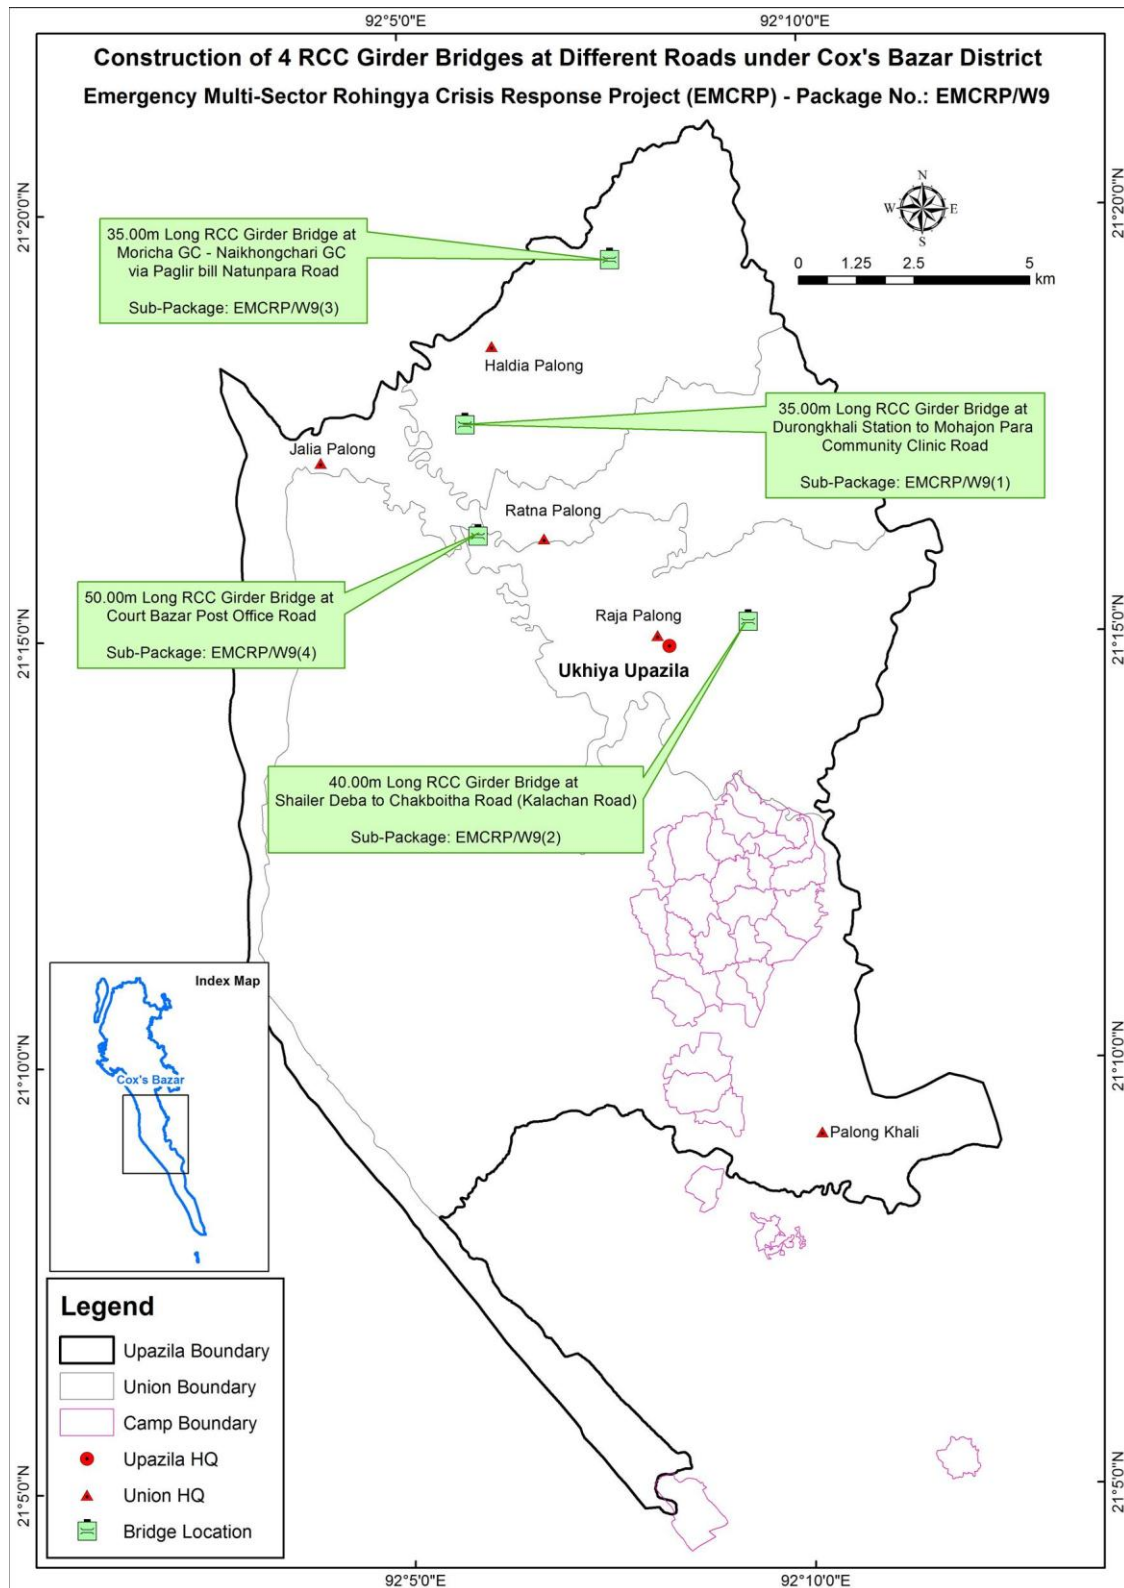 92°5'0"E
92°10'0"E
Construction of 4 RCC Girder Bridges at Different Roads under Cox's Bazar District
Emergency Multi-Sector Rohingya Crisis Response Project (EMCRP) - Package No.: EMCRP/W9
N
W
E
S
21°20'0"N
21°20'0"N
35.00m Long RCC Girder Bridge at
Moricha GC - Naikhongchari GC
via Paglir bill Natunpara Road
Sub-Package: EMCRP/W9(3)
0
1.25
2.5
5
km
Haldia Palong
35.00m Long RCC Girder Bridge at
Durongkhali Station to Mohajon Para
Community Clinic Road
Sub-Package: EMCRP/W9(1)
Jalia Palong
Ratna Palong
50.00m Long RCC Girder Bridge at
Court Bazar Post Office Road
Sub-Package: EMCRP/W9(4)
Raja Palong
21°15'0"N
21°15'0"N
Ukhiya Upazila
40.00m Long RCC Girder Bridge at
Shailer Deba to Chakboitha Road (Kalachan Road)
Sub-Package: EMCRP/W9(2)
Index Map
Cox's Bazar
21°10'0"N
21°10'0"N
Palong Khali
Legend
Upazila Boundary
Union Boundary
Camp Boundary
Upazila HQ
Union HQ
Bridge Location
21°5'0"N
21°5'0"N
92°5'0"E
92°10'0"E